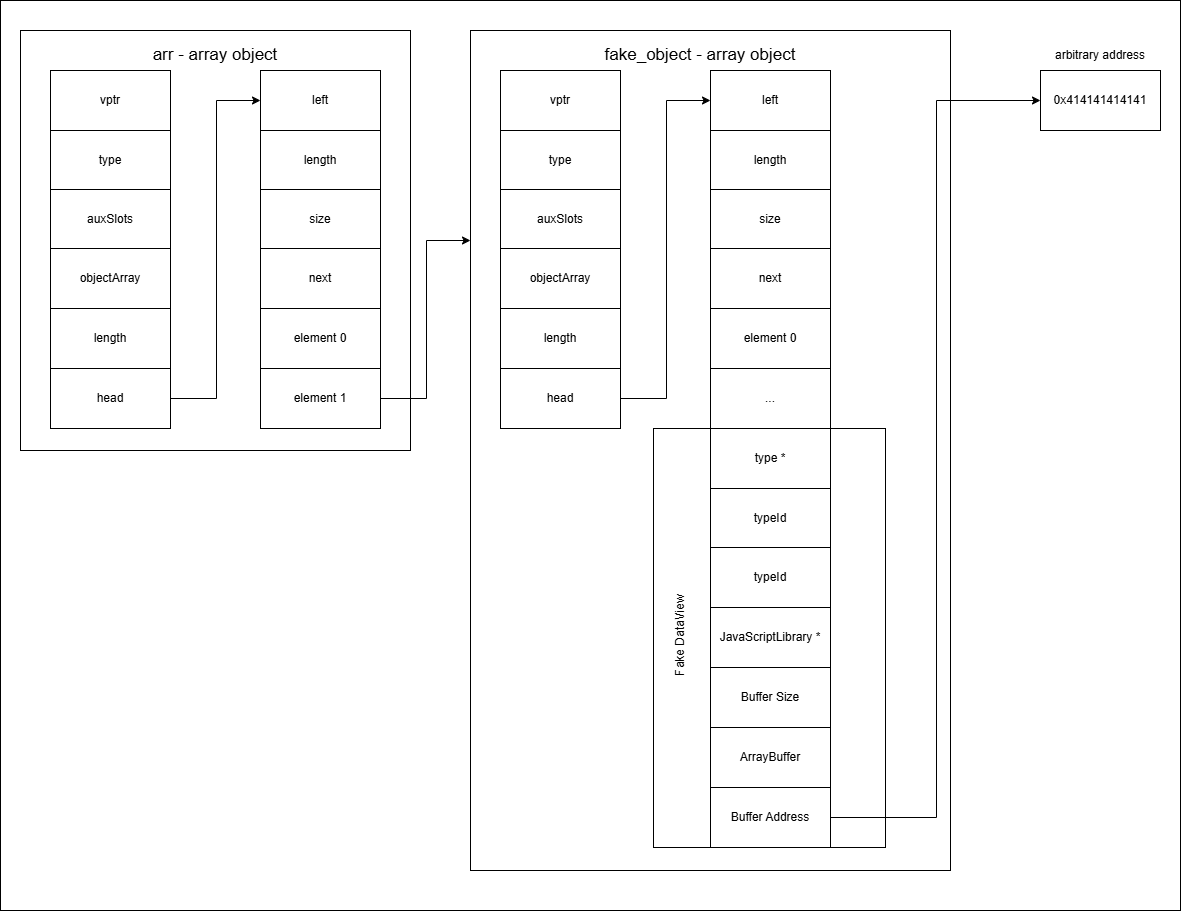 arr - array object
vptr
type
auxSlots
objectArray
length
head
left
length
size
next
element 0
element 1
fake_object - array object
vptr
type
auxSlots
objectArray
length
head
left
length
size
next
element 0
...
Fake DataView
type *
typeId
typeId
JavaScriptLibrary *
Buffer Size
ArrayBuffer
Buffer Address
arbitrary address
0x414141414141